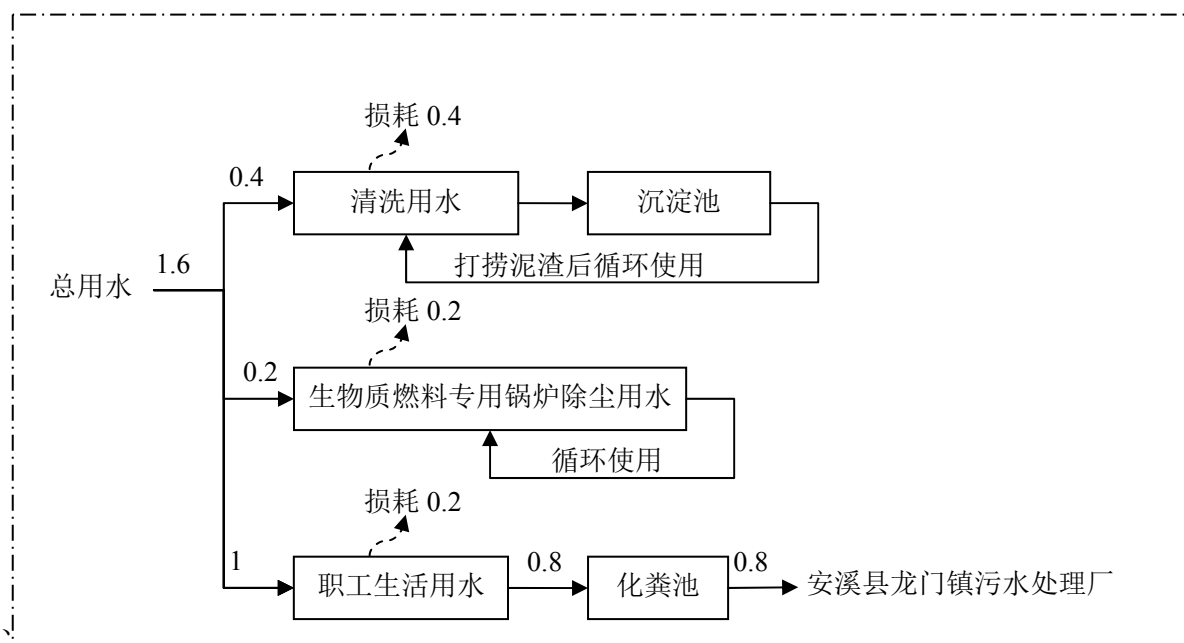 损耗 0.4
0.4
清洗用水
沉淀池
打捞泥渣后循环使用
总用水
1.6
损耗 0.2
0.2
生物质燃料专用锅炉除尘用水
循环使用
损耗 0.2
1
职工生活用水
0.8
化粪池
0.8
安溪县龙门镇污水处理厂